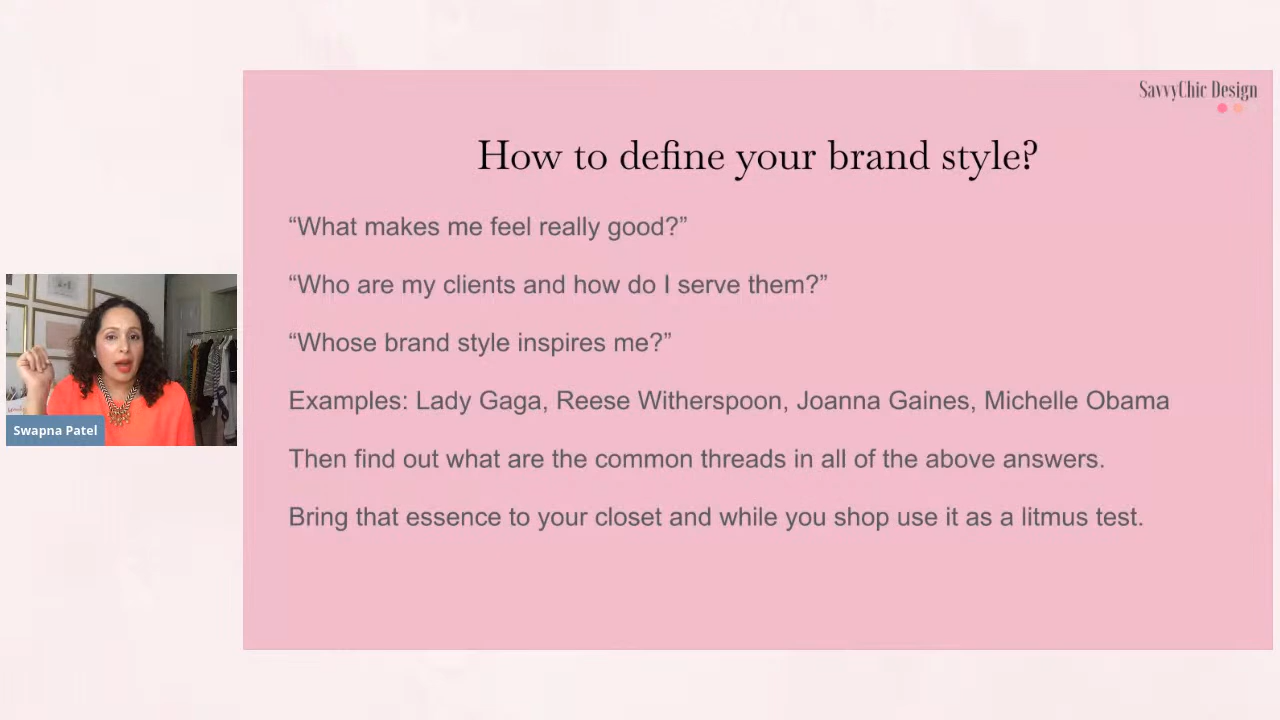 SavvyChic Design
How to define your brand style?
“What makes me feel really good?”
“Who are my clients and how do I serve them?”
“Whose brand style inspires me?”
Examples: Lady Gaga, Reese Witherspoon, Joanna Gaines, Michelle Obama
Then find out what are the common threads in all of the above answers.
Bring that essence to your closet and while you shop use it as a litmus test.
Swapna Patel